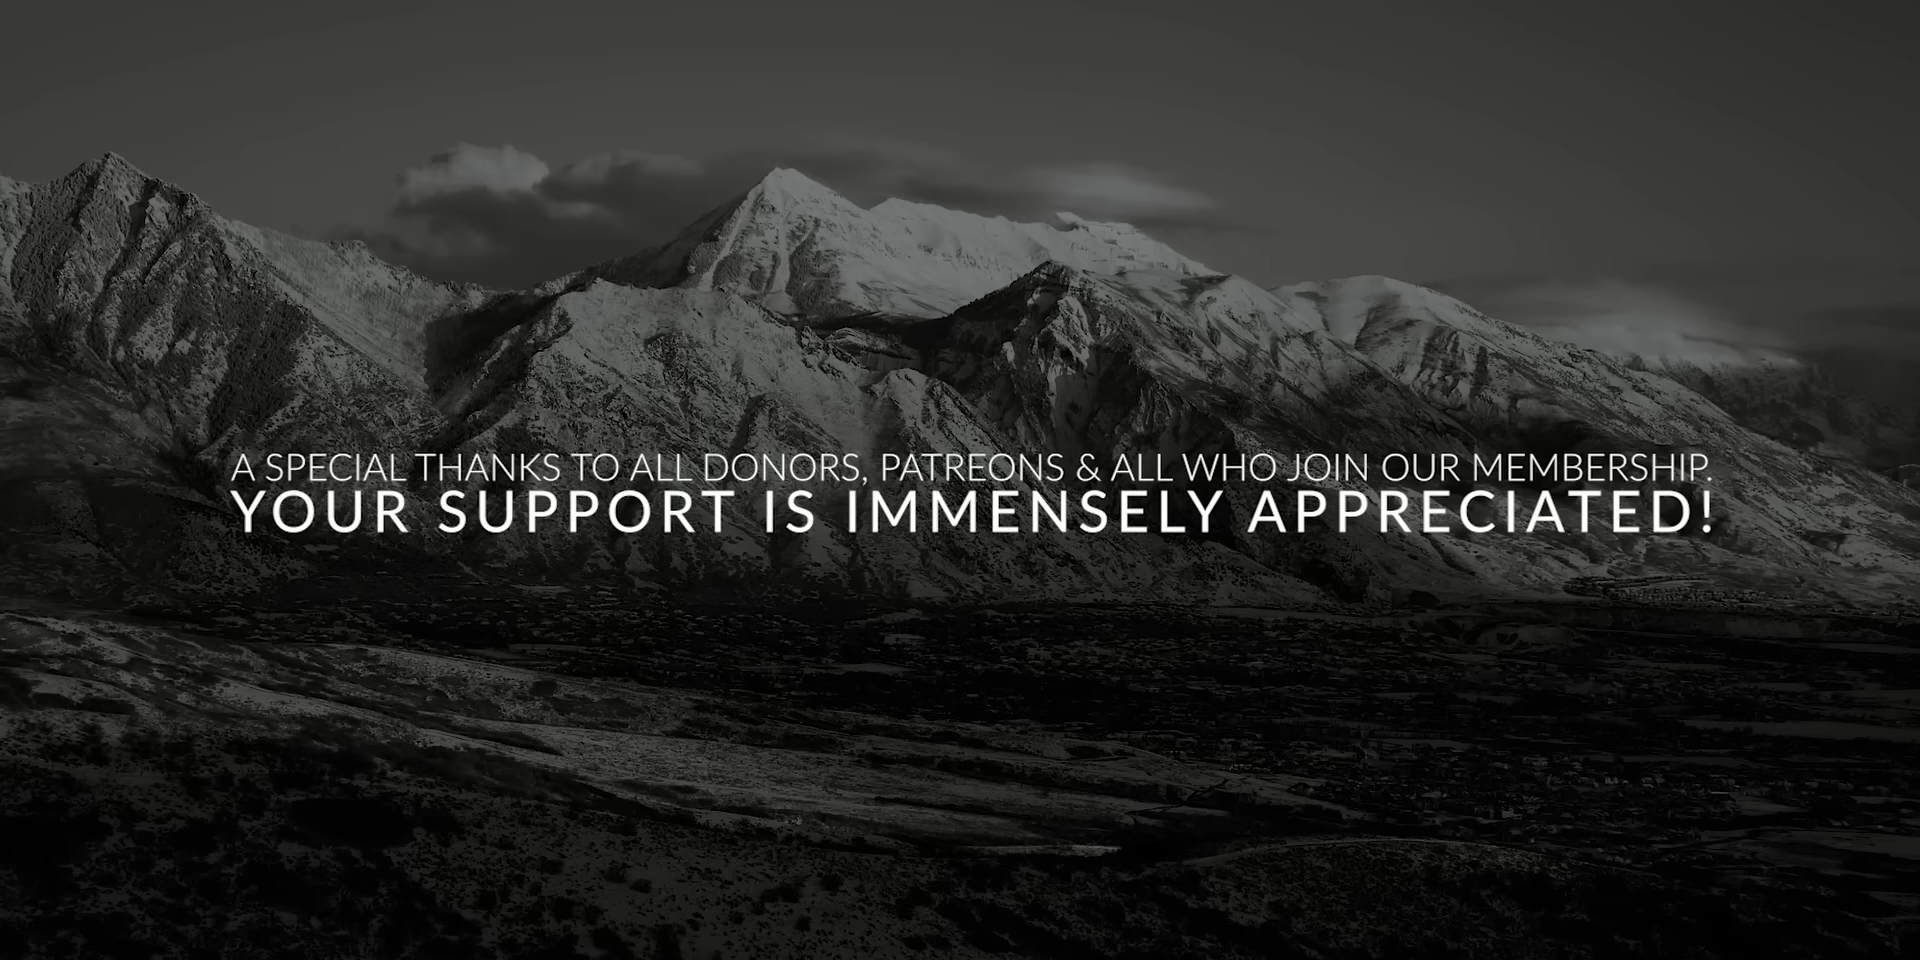 A SPECIAL THANKS TO ALL DONORS, PATREONS & ALL WHO JOIN OUR MEMBERSHIP.
YOUR SUPPORT IS IMMENSELY APPRECIATED!